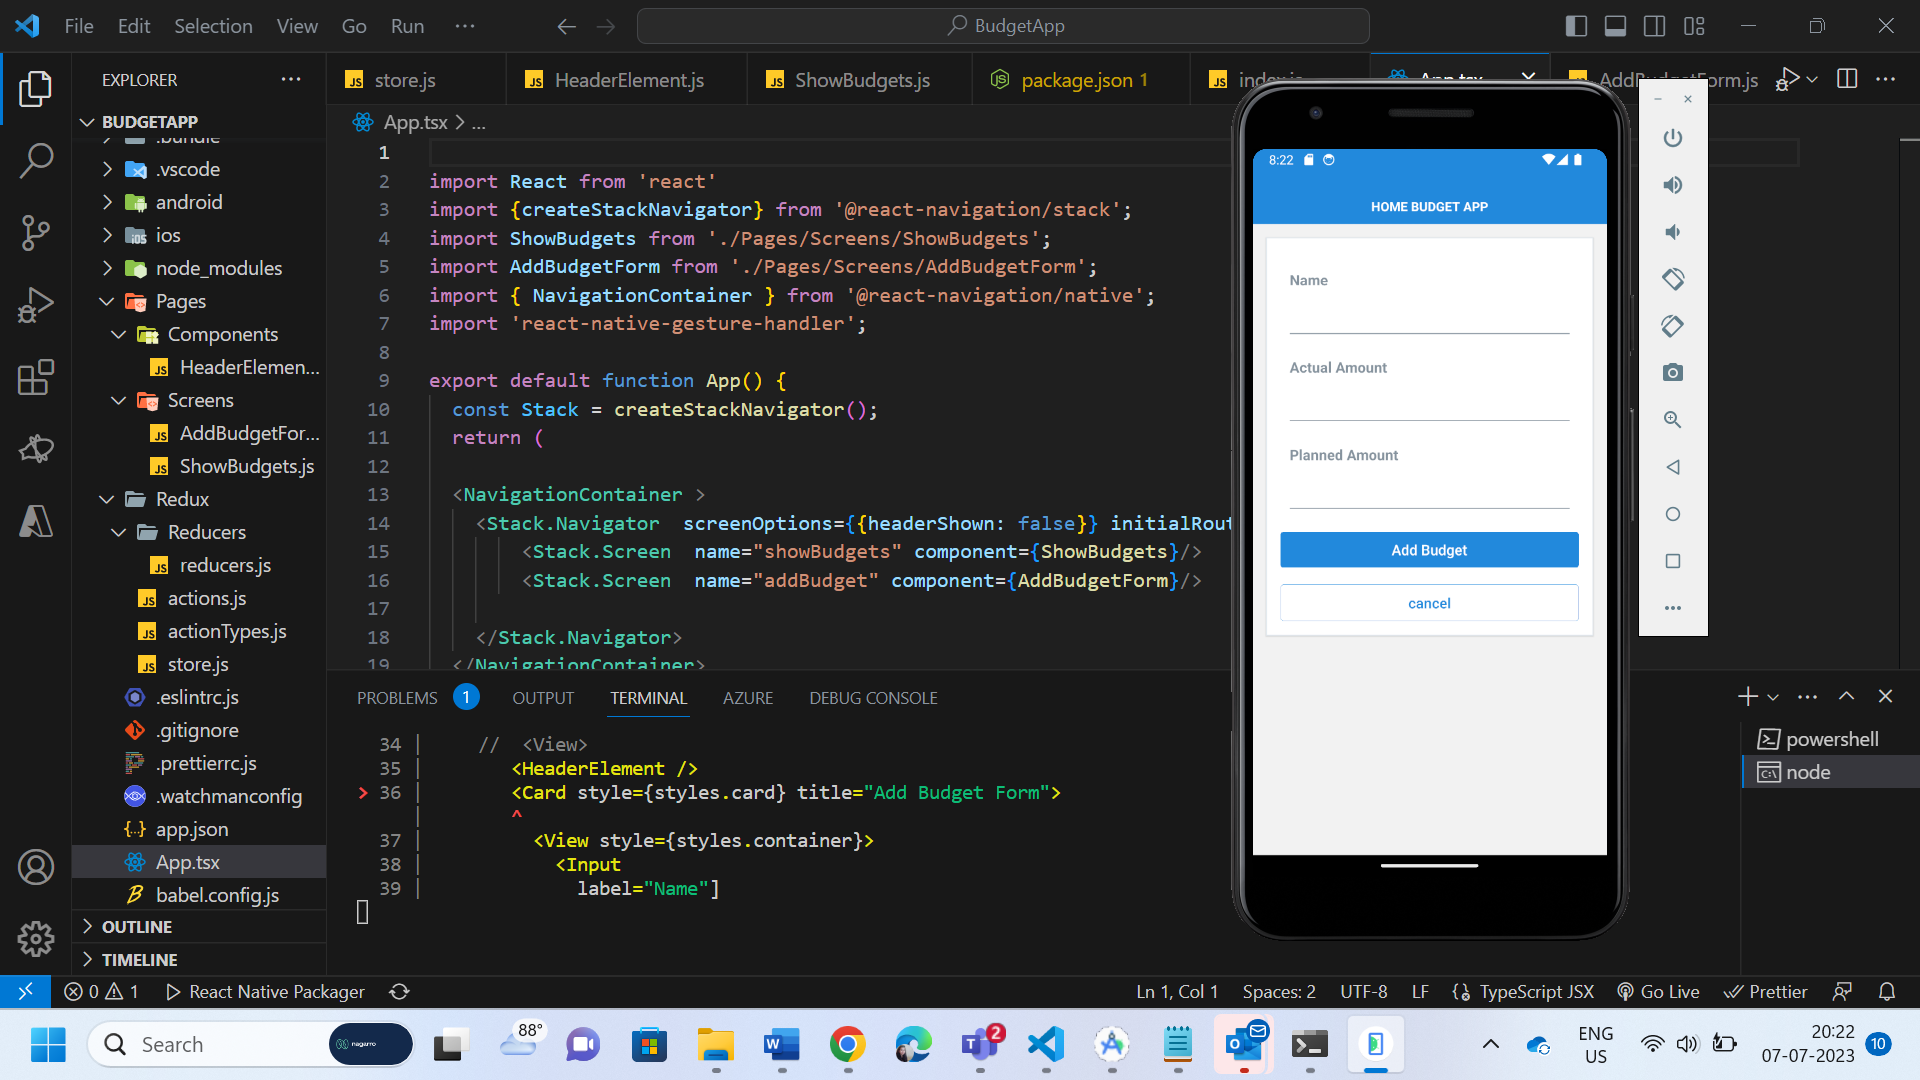 File Edit Selection View Go Run ···
BudgetApp
EXPLORER
BUDGETAPP
.bundle
.vscode
android
ios
node_modules
Pages
Components
HeaderElemen...
Screens
AddBudgetFor...
ShowBudgets.js
Redux
Reducers
reducers.js
actions.js
actionTypes.js
store.js
.eslintrc.js
.gitignore
.prettierrc.js
.watchmanconfig
app.json
App.tsx
babel.config.js
OUTLINE
TIMELINE
store.js HeaderElement.js ShowBudgets.js package.json 1 index.js App.tsx AddBudgetForm.js
App.tsx > ...
1
2 import React from 'react'
3 import {createStackNavigator} from '@react-navigation/stack';
4 import ShowBudgets from './Pages/Screens/ShowBudgets';
5 import AddBudgetForm from './Pages/Screens/AddBudgetForm';
6 import { NavigationContainer } from '@react-navigation/native';
7 import 'react-native-gesture-handler';
8
9 export default function App() {
10 const Stack = createStackNavigator();
11 return (
12
13 <NavigationContainer >
14 <Stack.Navigator screenOptions={{headerShown: false}} initialRout
15 <Stack.Screen name="showBudgets" component={ShowBudgets}/>
16 <Stack.Screen name="addBudget" component={AddBudgetForm}/>
17
18 </Stack.Navigator>
19 </NavigationContainer>
8:22
HOME BUDGET APP
Name
Actual Amount
Planned Amount
Add Budget
cancel
PROBLEMS 1 OUTPUT TERMINAL AZURE DEBUG CONSOLE
34 | // <View>
35 | <HeaderElement />
> 36 | <Card style={styles.card} title="Add Budget Form">
| ^
37 | <View style={styles.container}>
38 | <Input
39 | label="Name"]
powershell
node
0 1 React Native Packager
Ln 1, Col 1 Spaces: 2 UTF-8 LF TypeScript JSX Go Live Prettier
Search
nagarro
88°
2
ENG
US
20:22
07-07-2023
10